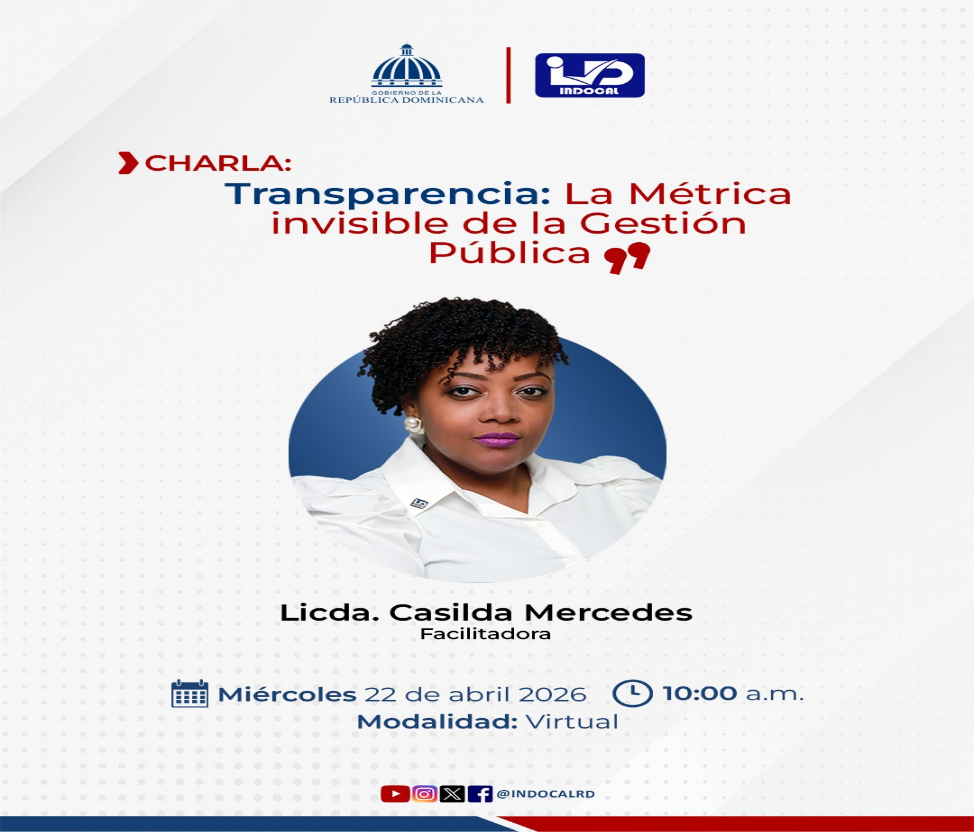 GOBIERNO DE LA
REPÚBLICA DOMINICANA
INDOCAL
CHARLA:
Transparencia: La Métrica
invisible de la Gestión
Pública
Licda. Casilda Mercedes
Facilitadora
Miércoles 22 de abril 2026 10:00 a.m.
Modalidad: Virtual
@INDOCALRD